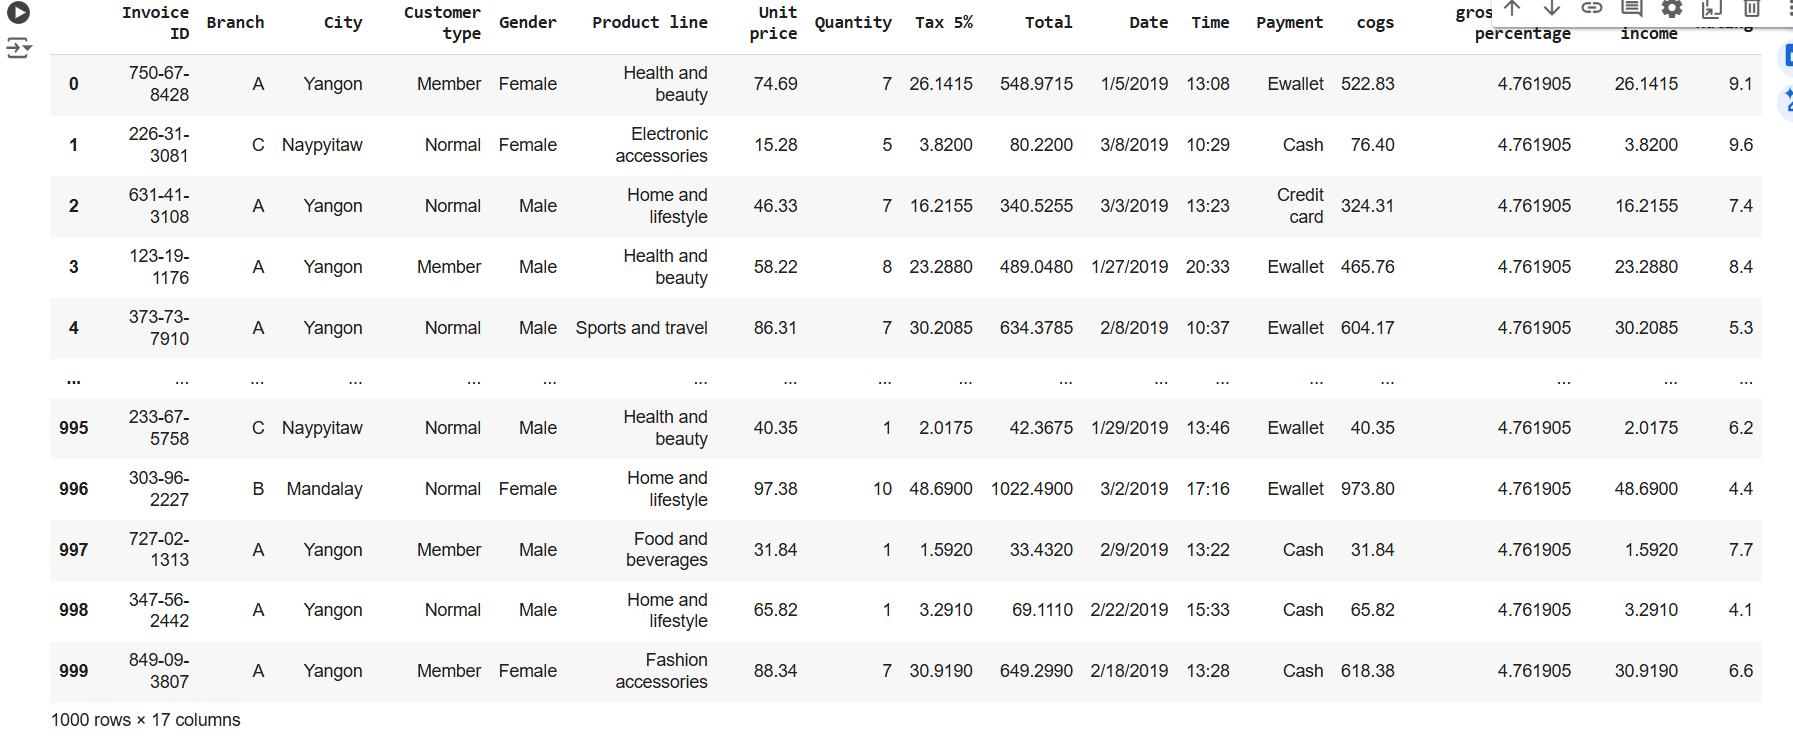 Invoice ID Branch City Customer type Gender Product line Unit price Quantity Tax 5% Total Date Time Payment cogs percentage income
0 750-67-8428 A Yangon Member Female Health and beauty 74.69 7 26.1415 548.9715 1/5/2019 13:08 Ewallet 522.83 4.761905 26.1415 9.1
1 226-31-3081 C Naypyitaw Normal Female Electronic accessories 15.28 5 3.8200 80.2200 3/8/2019 10:29 Cash 76.40 4.761905 3.8200 9.6
2 631-41-3108 A Yangon Normal Male Home and lifestyle 46.33 7 16.2155 340.5255 3/3/2019 13:23 Credit card 324.31 4.761905 16.2155 7.4
3 123-19-1176 A Yangon Member Male Health and beauty 58.22 8 23.2880 489.0480 1/27/2019 20:33 Ewallet 465.76 4.761905 23.2880 8.4
4 373-73-7910 A Yangon Normal Male Sports and travel 86.31 7 30.2085 634.3785 2/8/2019 10:37 Ewallet 604.17 4.761905 30.2085 5.3
... ... ... ... ... ... ... ... ... ... ... ... ... ... ... ... ... ...
995 233-67-5758 C Naypyitaw Normal Male Health and beauty 40.35 1 2.0175 42.3675 1/29/2019 13:46 Ewallet 40.35 4.761905 2.0175 6.2
996 303-96-2227 B Mandalay Normal Female Home and lifestyle 97.38 10 48.6900 1022.4900 3/2/2019 17:16 Ewallet 973.80 4.761905 48.6900 4.4
997 727-02-1313 A Yangon Member Male Food and beverages 31.84 1 1.5920 33.4320 2/9/2019 13:22 Cash 31.84 4.761905 1.5920 7.7
998 347-56-2442 A Yangon Normal Male Home and lifestyle 65.82 1 3.2910 69.1110 2/22/2019 15:33 Cash 65.82 4.761905 3.2910 4.1
999 849-09-3807 A Yangon Member Female Fashion accessories 88.34 7 30.9190 649.2990 2/18/2019 13:28 Cash 618.38 4.761905 30.9190 6.6
1000 rows × 17 columns